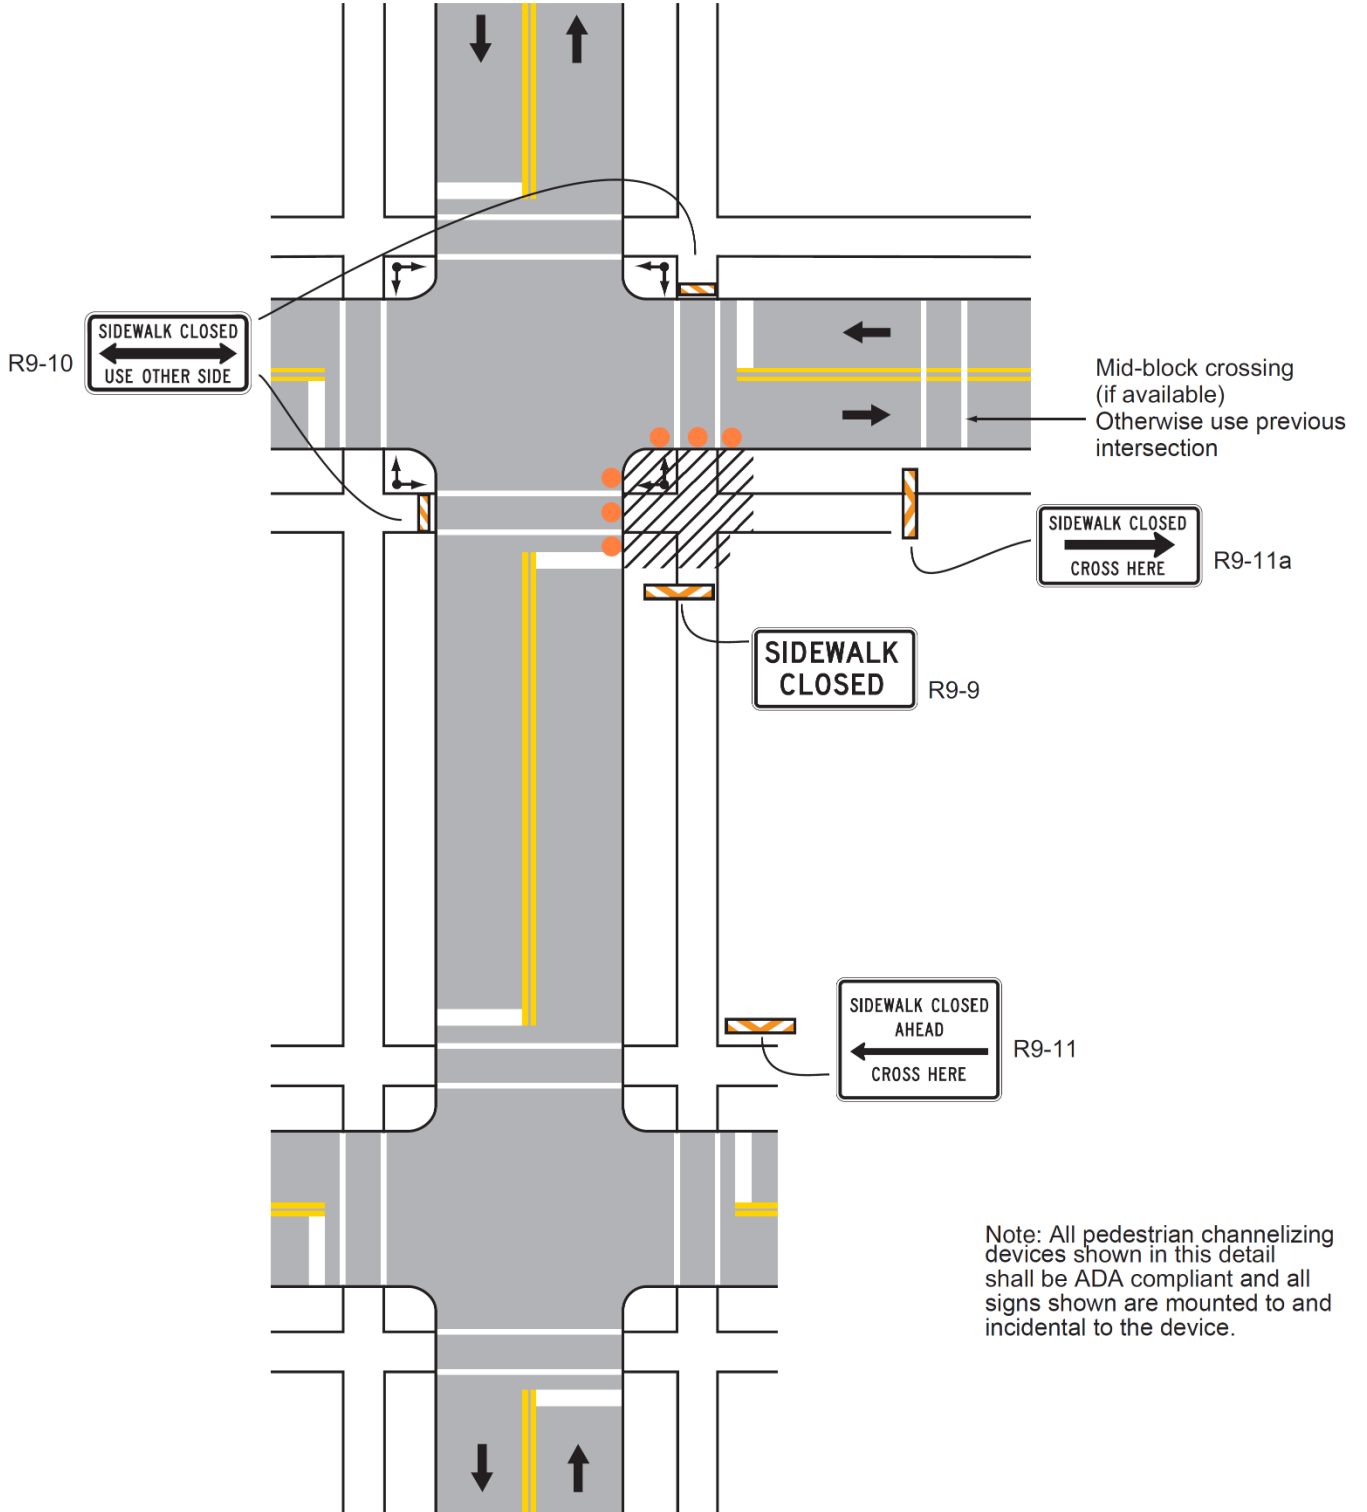 R9-10
SIDEWALK CLOSED
USE OTHER SIDE
Mid-block crossing
(if available)
Otherwise use previous
intersection
SIDEWALK CLOSED
CROSS HERE
R9-11a
SIDEWALK
CLOSED
R9-9
SIDEWALK CLOSED
AHEAD
CROSS HERE
R9-11
Note: All pedestrian channelizing
devices shown in this detail
shall be ADA compliant and all
signs shown are mounted to and
incidental to the device.